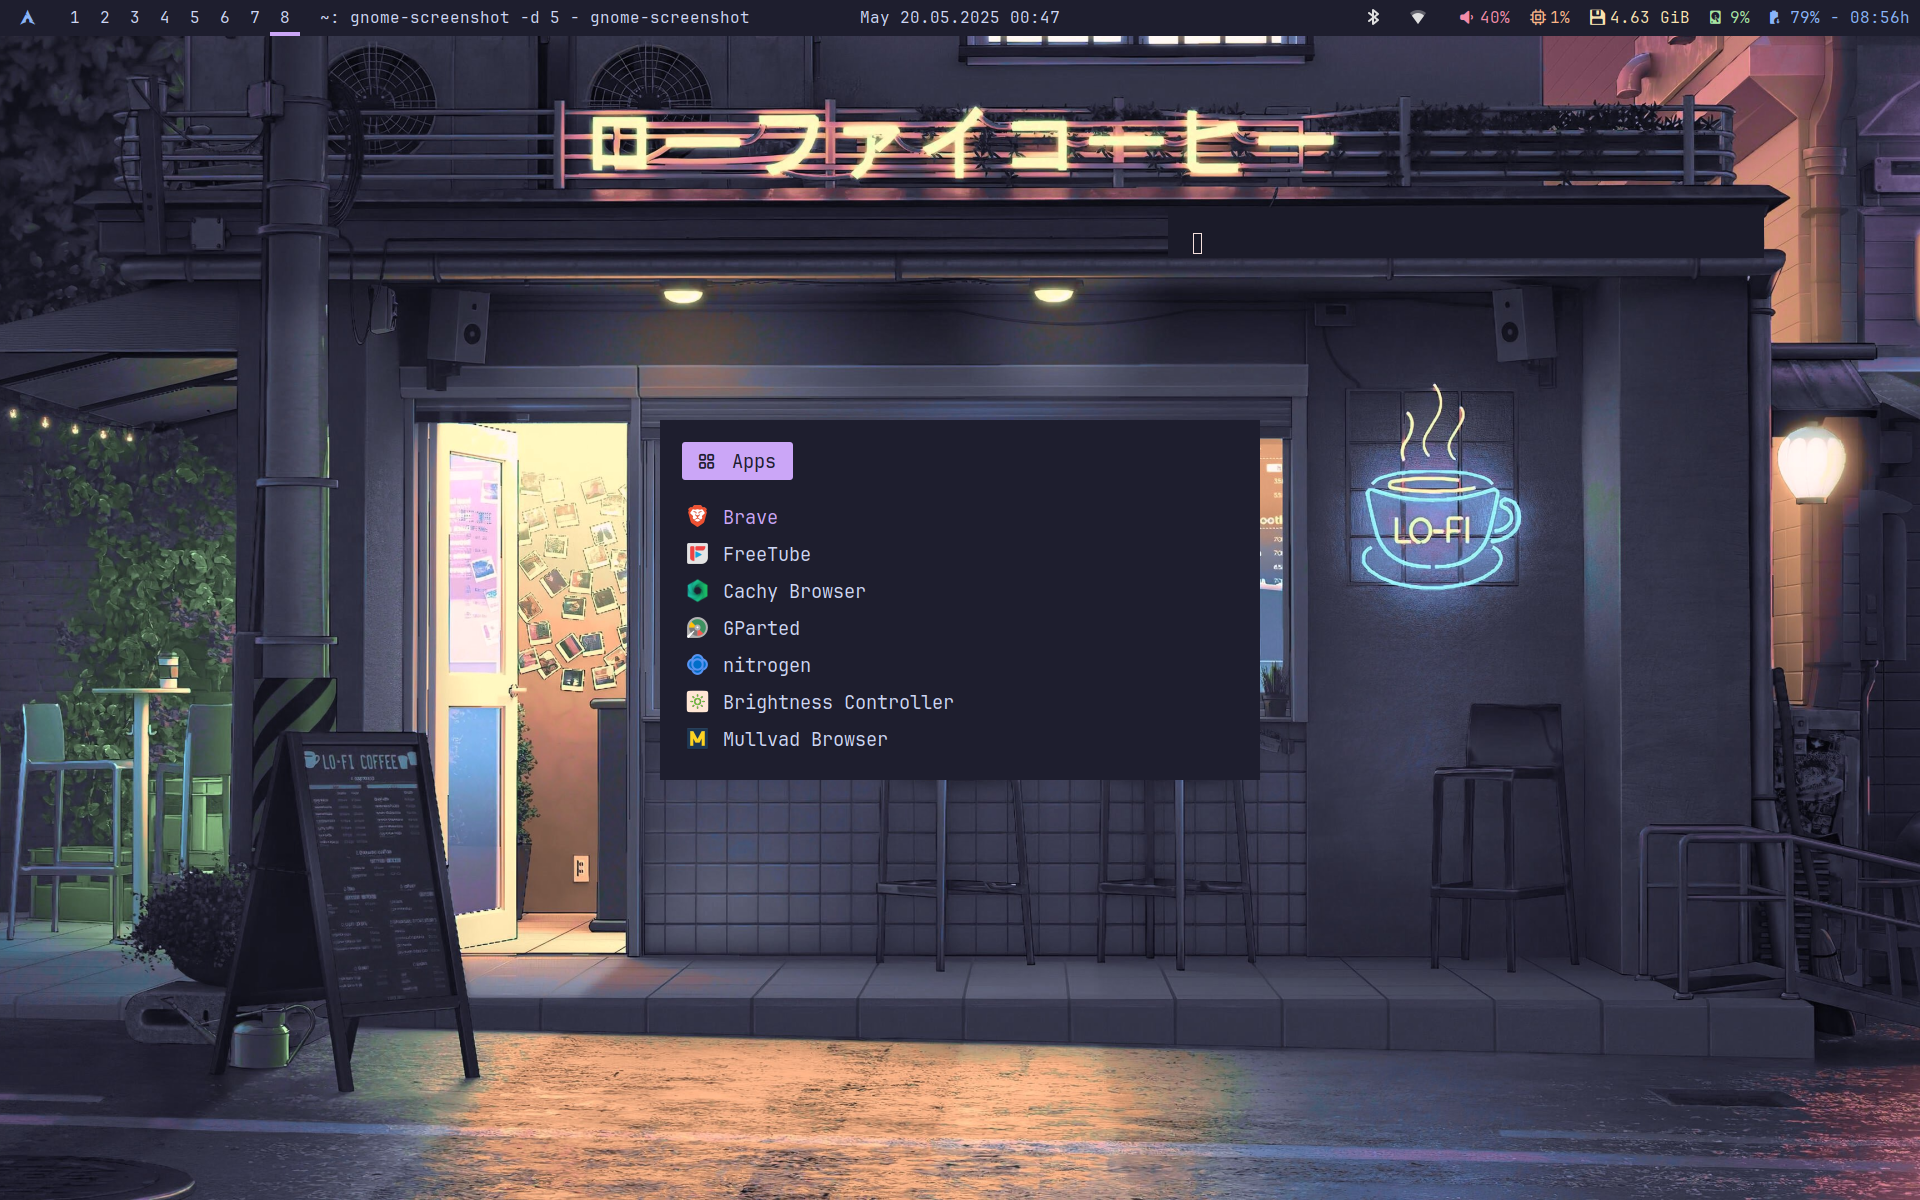 1 2 3 4 5 6 7 8 ~: gnome-screenshot -d 5 - gnome-screenshot May 20.05.2025 00:47 40% 1% 4.63 GiB 9% 79% - 08:56h
ローファイコーヒー
Apps
Brave
FreeTube
Cachy Browser
GParted
nitrogen
Brightness Controller
Mullvad Browser
LO-FI
LO-FI COFFEE